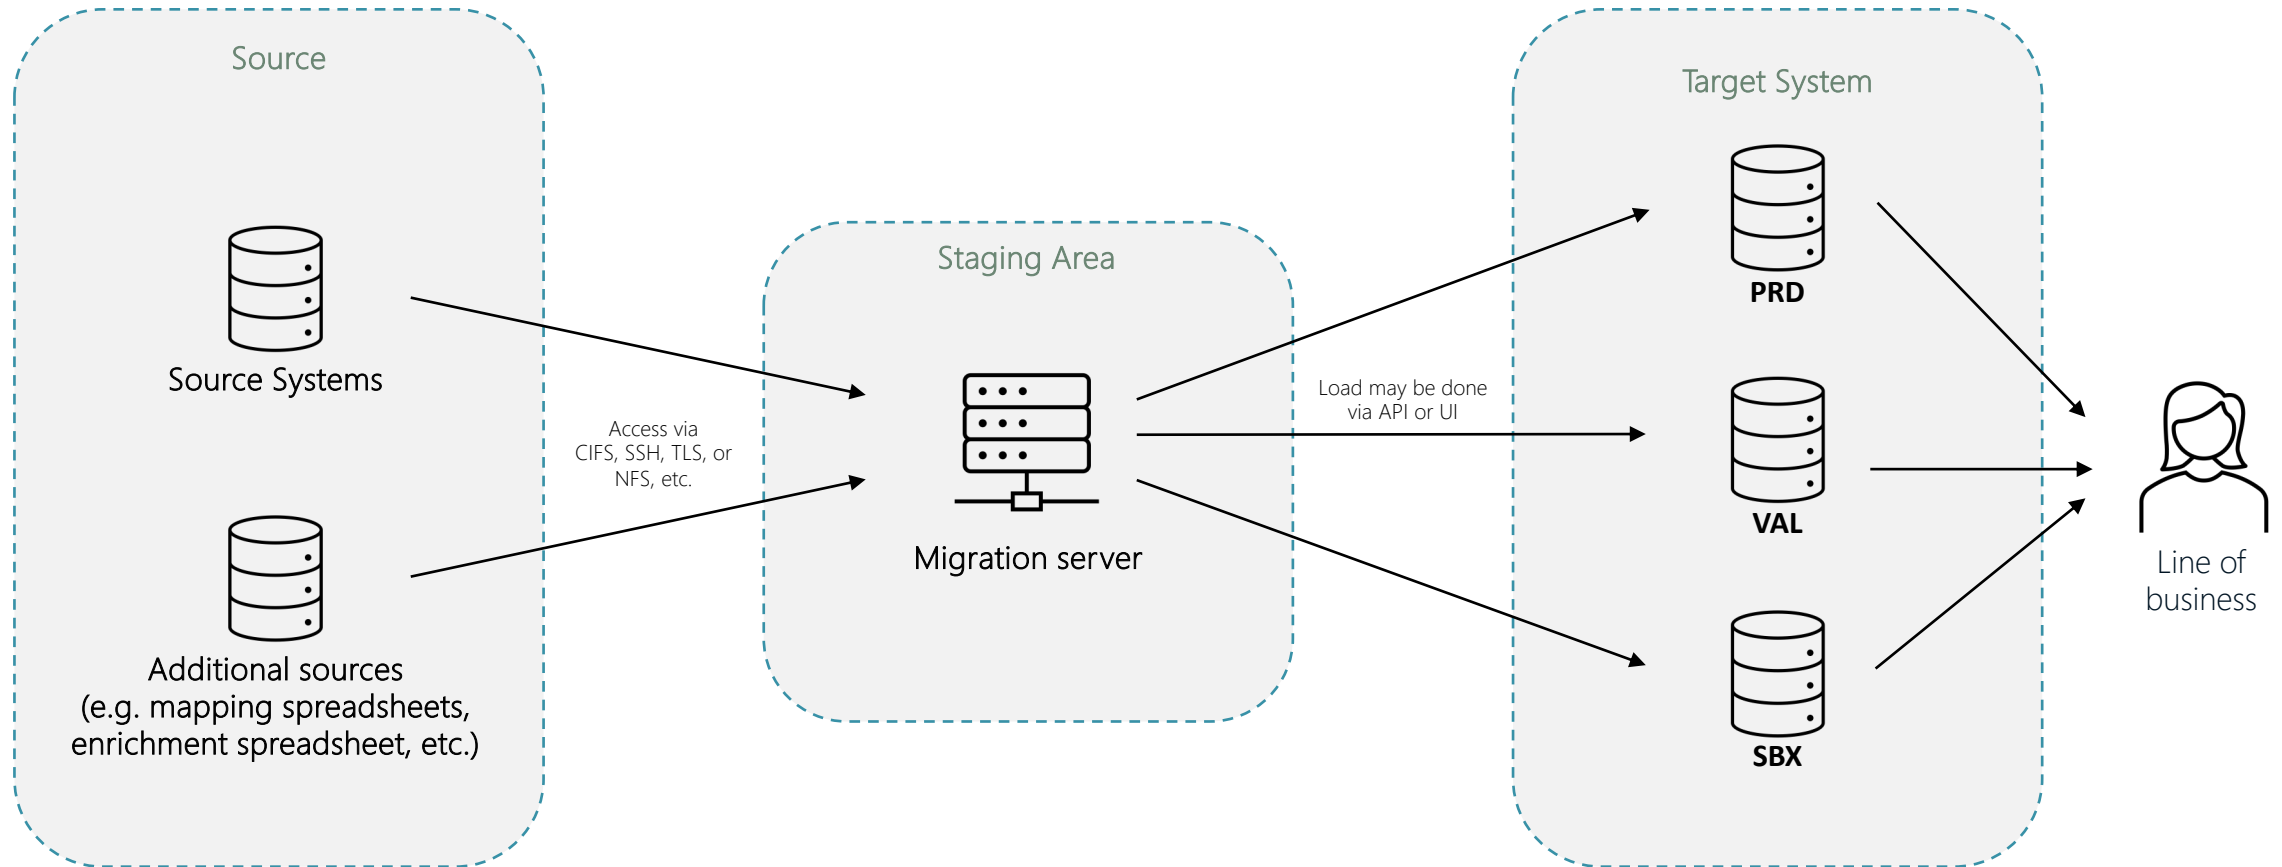 Source
Source Systems
Additional sources
(e.g. mapping spreadsheets,
enrichment spreadsheet, etc.)
Access via
CIFS, SSH, TLS, or
NFS, etc.
Staging Area
Migration server
Load may be done
via API or UI
Target System
PRD
VAL
SBX
Line of
business